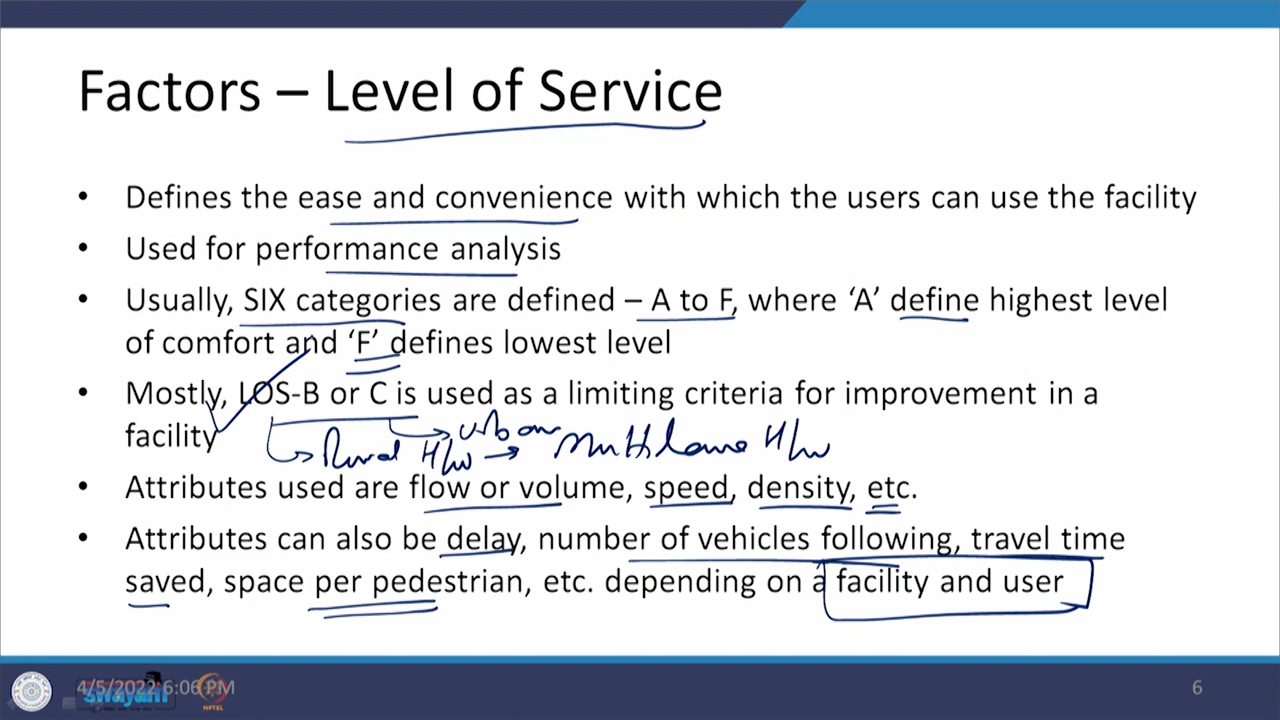 Factors – Level of Service
• Defines the ease and convenience with which the users can use the facility
• Used for performance analysis
• Usually, SIX categories are defined – A to F, where ‘A’ define highest level
of comfort and ‘F’ defines lowest level
• Mostly, LOS-B or C is used as a limiting criteria for improvement in a
facility
urban
Rural H/w → Multilane H/w
• Attributes used are flow or volume, speed, density, etc.
• Attributes can also be delay, number of vehicles following, travel time
saved, space per pedestrian, etc. depending on a facility and user
4/5/2022 6:06 PM
swayam
NPTEL
6